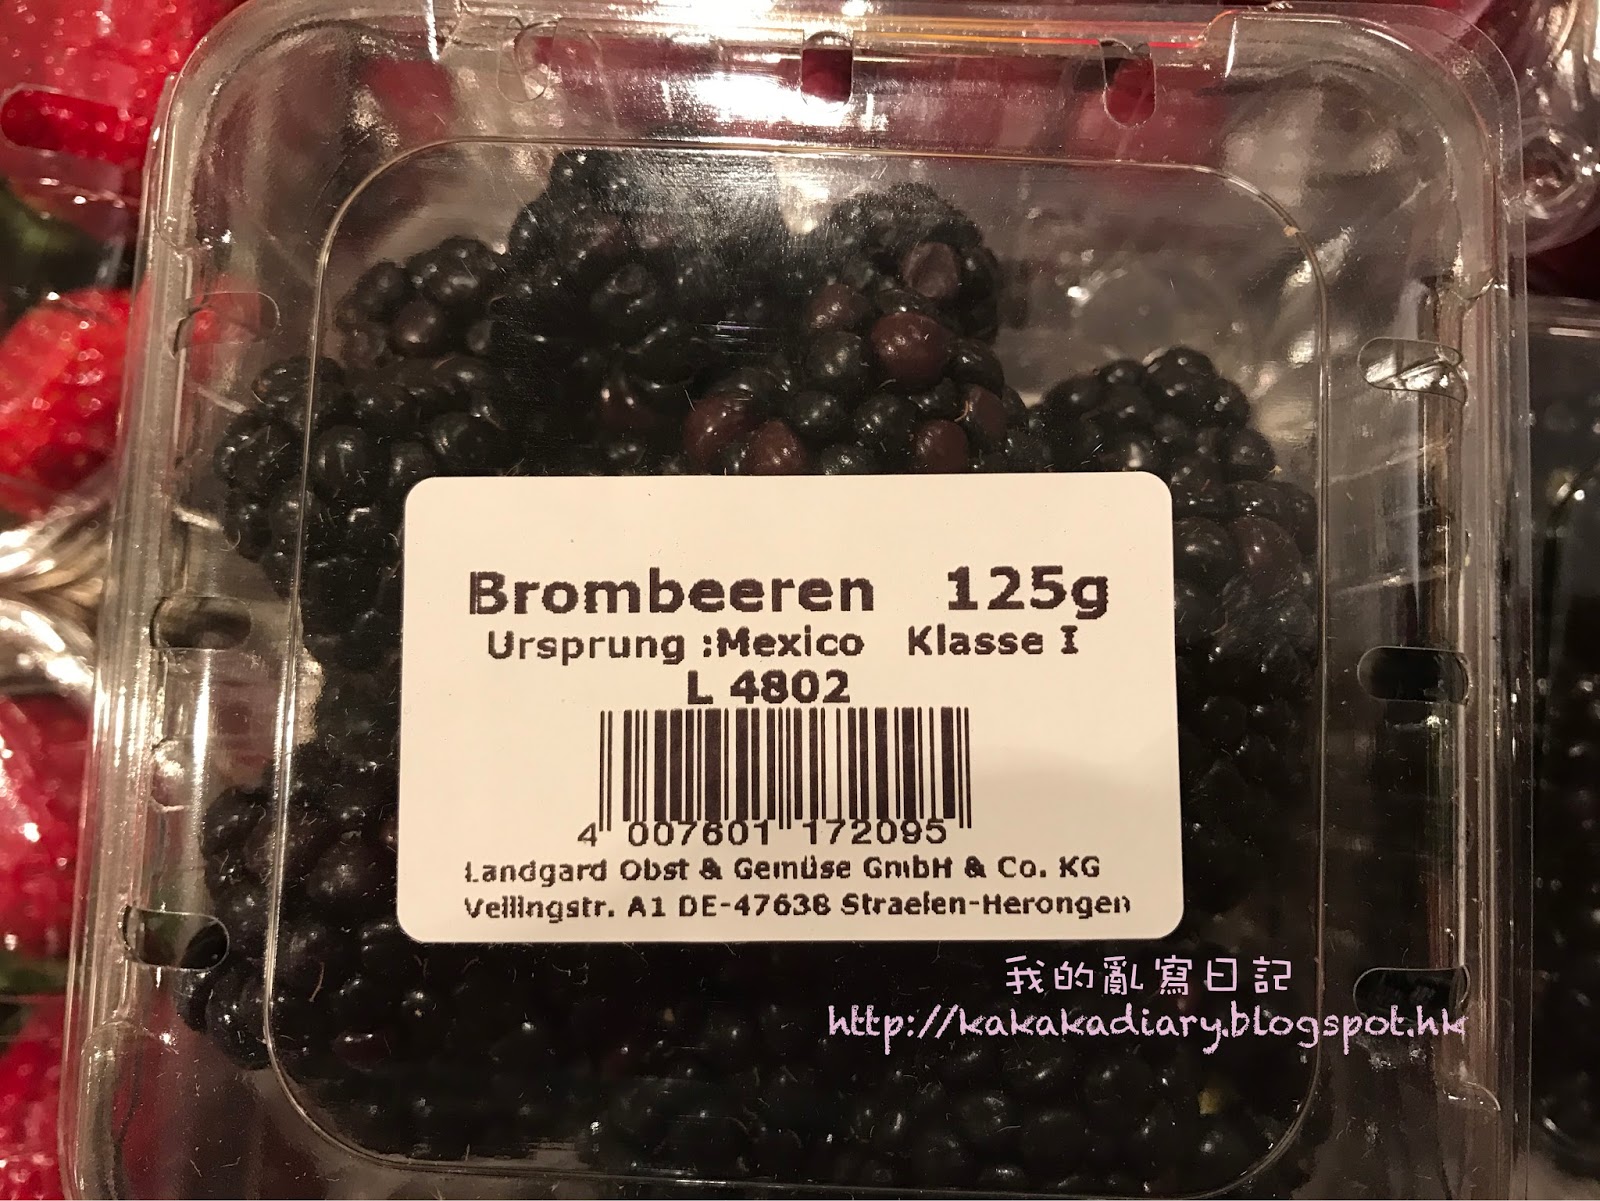 Brombeeren 125g
Ursprung :Mexico Klasse I
L 4802
4 007601 172095
Landgard Obst & Gemüse GmbH & Co. KG
Veilingstr. A1 DE-47638 Straelen-Herongen
我的亂寫日記
http://kakakadiary.blogspot.hk